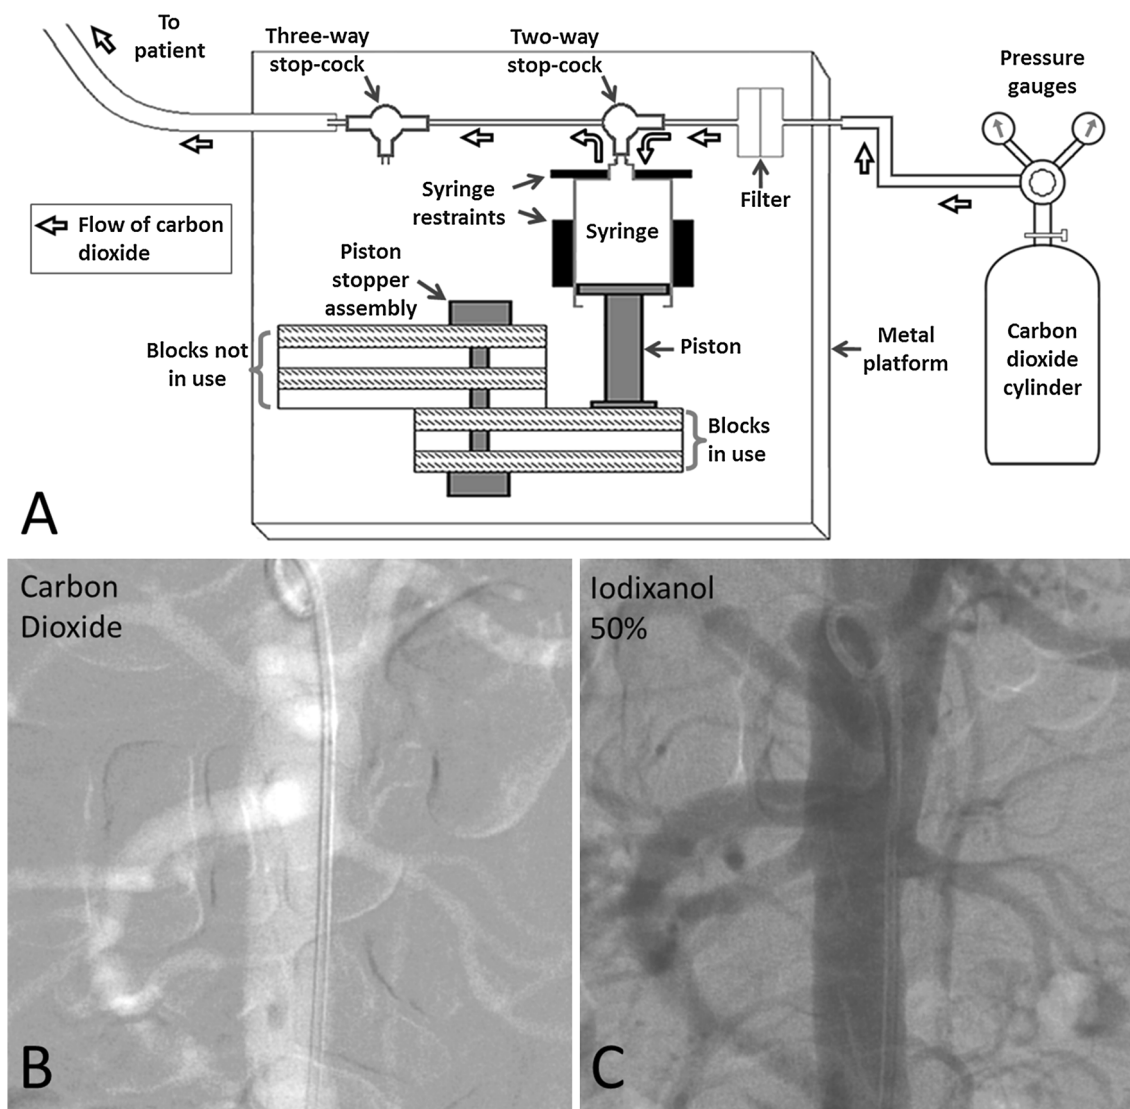 To
patient
Three-way
stop-cock
Two-way
stop-cock
Pressure
gauges
Syringe
restraints
Filter
Flow of carbon
dioxide
Syringe
Piston
stopper
assembly
Blocks not
in use
Piston
Metal
platform
Carbon
dioxide
cylinder
Blocks
in use
A
Carbon
Dioxide
B
Iodixanol
50%
C